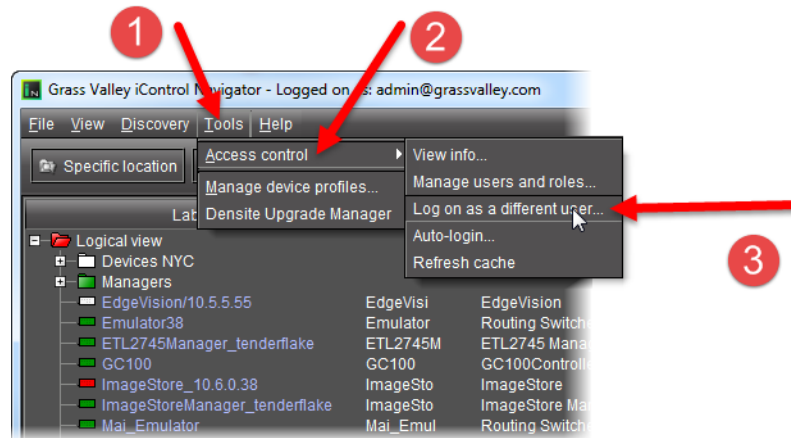 1
2
Grass Valley iControl Navigator - Logged on as: admin@grassvalley.com
File View Discovery Tools Help
Specific location
Access control
Manage device profiles...
Densite Upgrade Manager
View info...
Manage users and roles...
Log on as a different user...
Auto-login...
Refresh cache
3
Lab
Logical view
Devices NYC
Managers
EdgeVision/10.5.5.55 EdgeVisi EdgeVision
Emulator38 Emulator Routing Switch
ETL2745Manager_tenderflake ETL2745M ETL2745 Mana
GC100 GC100 GC100Controll
ImageStore_10.6.0.38 ImageSto ImageStore
ImageStoreManager_tenderflake ImageSto ImageStore Ma
Mai_Emulator Mai_Emul Routing Switch